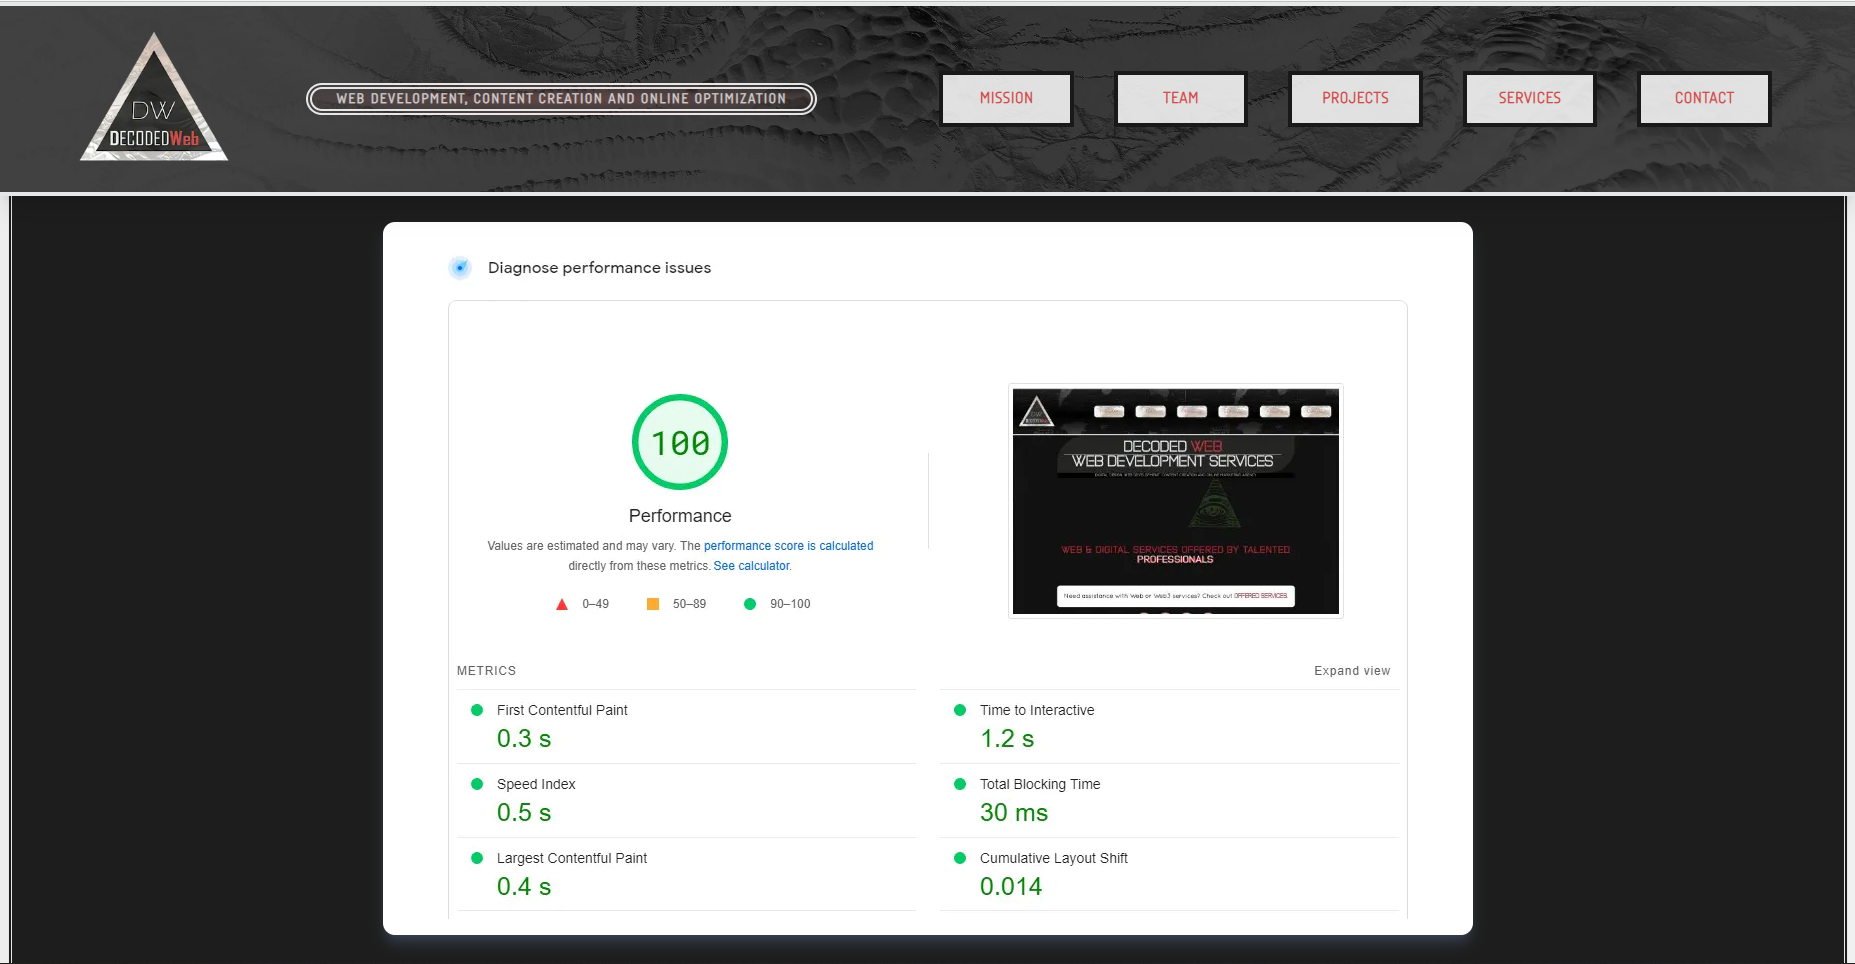 DW
DECODEDWeb
WEB DEVELOPMENT, CONTENT CREATION AND ONLINE OPTIMIZATION
MISSION
TEAM
PROJECTS
SERVICES
CONTACT
Diagnose performance issues
100
Performance
Values are estimated and may vary. The performance score is calculated
directly from these metrics. See calculator.
0–49
50–89
90–100
DECODED WEB
WEB DEVELOPMENT SERVICES
WEB & DIGITAL SERVICES OFFERED BY TALENTED
PROFESSIONALS
Need assistance with Web or Web3 services? Check out OFFERED SERVICES
METRICS
Expand view
First Contentful Paint
0.3 s
Time to Interactive
1.2 s
Speed Index
0.5 s
Total Blocking Time
30 ms
Largest Contentful Paint
0.4 s
Cumulative Layout Shift
0.014